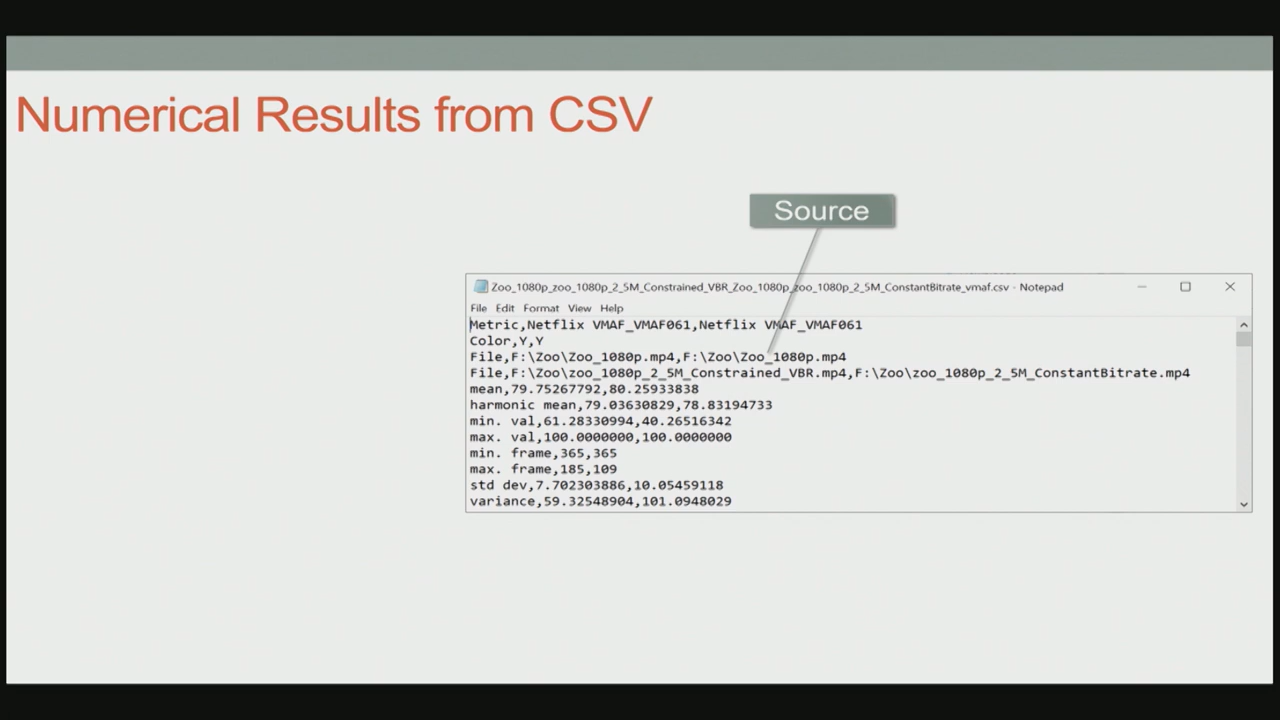 Numerical Results from CSV
Source
Zoo_1080p_zoo_1080p_2_5M_Constrained_VBR_Zoo_1080p_zoo_1080p_2_5M_ConstantBitrate_vmaf.csv - Notepad
File Edit Format View Help
Metric,Netflix VMAF_VMAF061,Netflix VMAF_VMAF061
Color,Y,Y
File,F:\Zoo\Zoo_1080p.mp4,F:\Zoo\Zoo_1080p.mp4
File,F:\Zoo\zoo_1080p_2_5M_Constrained_VBR.mp4,F:\Zoo\zoo_1080p_2_5M_ConstantBitrate.mp4
mean,79.75267792,80.25933838
harmonic mean,79.03630829,78.83194733
min. val,61.28330994,40.26516342
max. val,100.0000000,100.0000000
min. frame,365,365
max. frame,185,109
std dev,7.702303886,10.05459118
variance,59.32548904,101.0948029